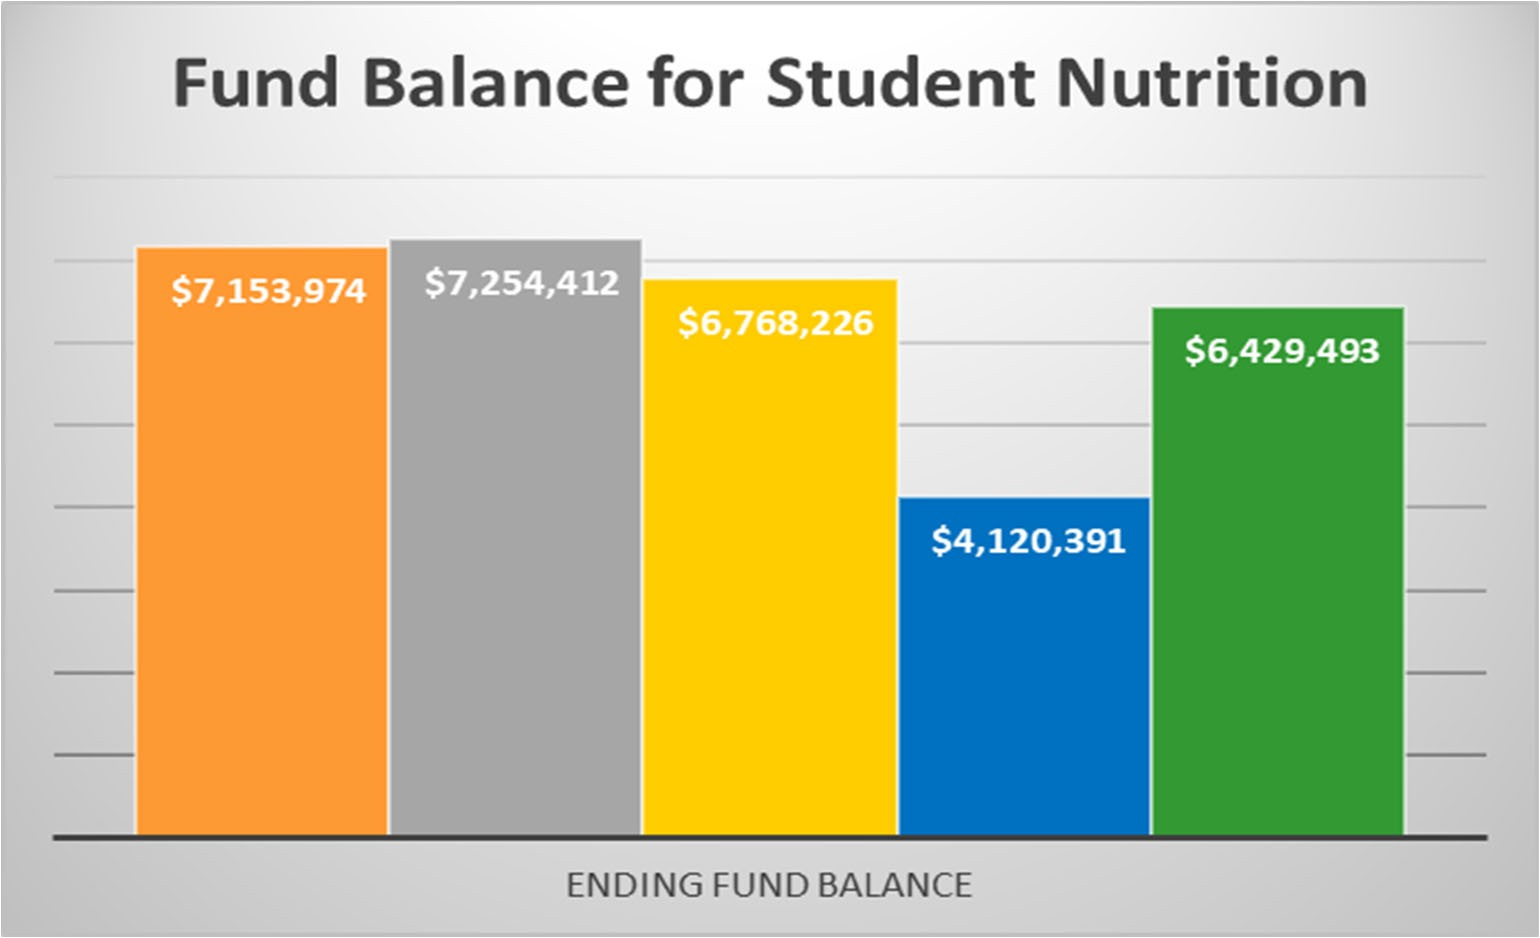 Fund Balance for Student Nutrition
$7,153,974
$7,254,412
$6,768,226
$4,120,391
$6,429,493
ENDING FUND BALANCE